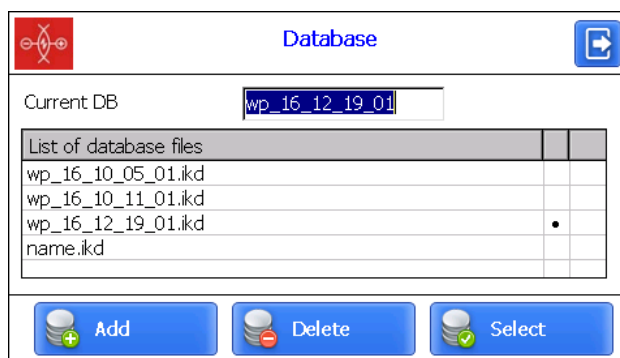 Database
Current DB wp_16_12_19_01
List of database files
wp_16_10_05_01.ikd
wp_16_10_11_01.ikd
wp_16_12_19_01.ikd •
name.ikd
Add Delete Select